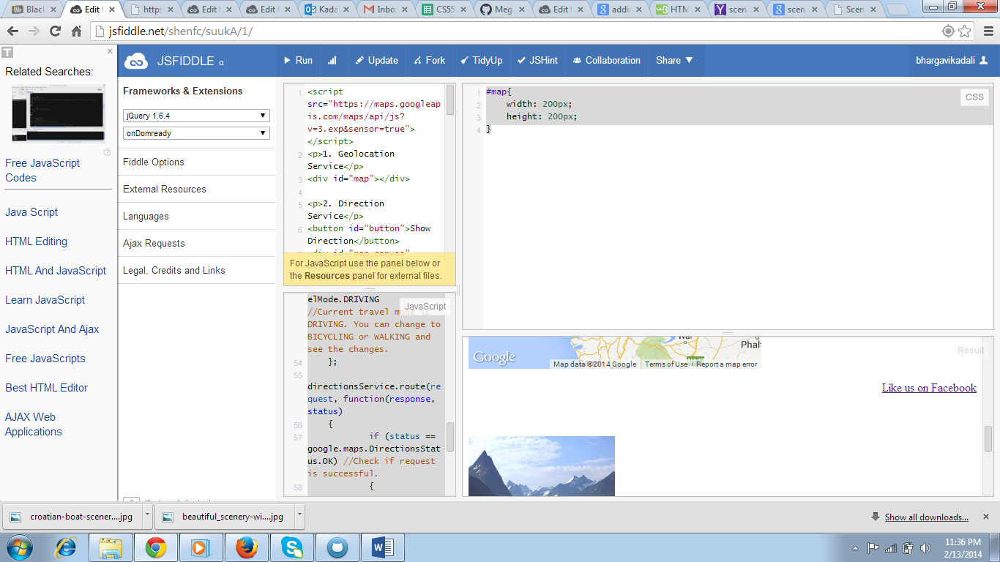 Blac
Edit f
https
Edit f
Edit f
Kada
Inbo
CS55
Meg
Edit f
addi
HTM
scen
scen
Scen
jsfiddle.net/shenfc/suukA/1/
T
Related Searches:
Free JavaScript
Codes
Java Script
HTML Editing
HTML And JavaScript
Learn JavaScript
JavaScript And Ajax
Free JavaScripts
Best HTML Editor
AJAX Web
Applications
JSFIDDLE α
Run
Update
Fork
TidyUp
JSHint
Collaboration
Share
bhargavikadali
Frameworks & Extensions
jQuery 1.6.4
onDomready
Fiddle Options
External Resources
Languages
Ajax Requests
Legal, Credits and Links
1 <script
src="https://maps.googleap
is.com/maps/api/js?
v=3.exp&sensor=true">
</script>
2 <p>1. Geolocation
Service</p>
3 <div id="map"></div>
4
5 <p>2. Direction
Service</p>
6 <button id="button">Show
Direction</button>
For JavaScript use the panel below or
the Resources panel for external files.
elMode.DRIVING
JavaScript
//Current travel mode is
DRIVING. You can change to
BICYCLING or WALKING and
see the changes.
54 };
55
directionsService.route(re
quest, function(response,
status)
56 {
57 if (status ==
google.maps.DirectionsStat
us.OK) //Check if request
is successful.
58 {
1 #map{
2 width: 200px;
3 height: 200px;
4 }
CSS
Phalt
Google
Map data ©2014 Google
Terms of Use
Report a map error
Result
Like us on Facebook
croatian-boat-scener....jpg
beautiful_scenery-wi....jpg
Show all downloads...
11:36 PM
2/13/2014